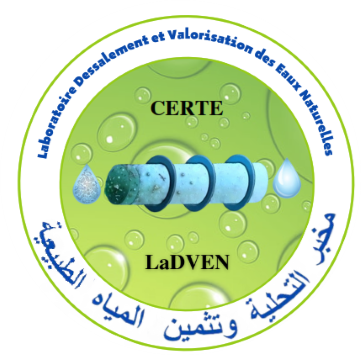 Laboratoire Dessalement et Valorisation des Eaux Naturelles
CERTE
LaDVEN
مخبر التحلية وتثمين المياه الطبيعية